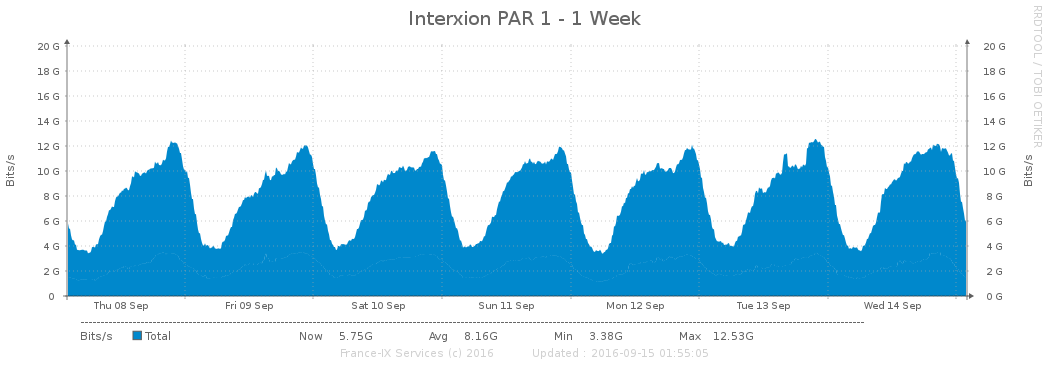 Interxion PAR 1 - 1 Week
RRDTOOL / TOBI OETIKER
20 G 20 G
18 G 18 G
16 G 16 G
14 G 14 G
12 G 12 G
10 G 10 G
8 G 8 G
6 G 6 G
4 G 4 G
2 G 2 G
0 0 G
Bits/s
Bits/s
Thu 08 Sep Fri 09 Sep Sat 10 Sep Sun 11 Sep Mon 12 Sep Tue 13 Sep Wed 14 Sep
Bits/s Total Now 5.75G Avg 8.16G Min 3.38G Max 12.53G
France-IX Services (c) 2016 Updated : 2016-09-15 01:55:05